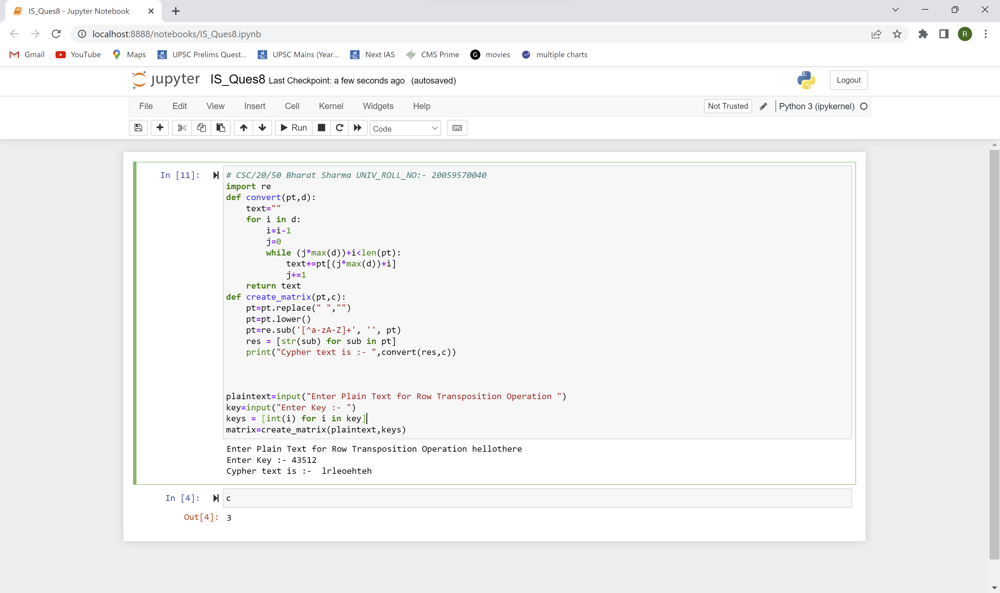 IS_Ques8 - Jupyter Notebook
localhost:8888/notebooks/IS_Ques8.ipynb
R
Gmail YouTube Maps UPSC Prelims Quest... UPSC Mains (Year... Next IAS CMS Prime G movies multiple charts
jupyter IS_Ques8 Last Checkpoint: a few seconds ago (autosaved) Logout
File Edit View Insert Cell Kernel Widgets Help Not Trusted Python 3 (ipykernel)
Run Code
In [11]: # CSC/20/50 Bharat Sharma UNIV_ROLL_NO:- 20059570040
import re
def convert(pt,d):
    text=""
    for i in d:
        i=i-1
        j=0
        while (j*max(d))+i<len(pt):
            text+=pt[(j*max(d))+i]
            j+=1
    return text
def create_matrix(pt,c):
    pt=pt.replace(" ","")
    pt=pt.lower()
    pt=re.sub('[^a-zA-Z]+', '', pt)
    res = [str(sub) for sub in pt]
    print("Cypher text is :- ",convert(res,c))
plaintext=input("Enter Plain Text for Row Transposition Operation ")
key=input("Enter Key :- ")
keys = [int(i) for i in key]
matrix=create_matrix(plaintext,keys)
Enter Plain Text for Row Transposition Operation hellothere
Enter Key :- 43512
Cypher text is :-  lrleoehteh
In [4]: c
Out[4]: 3